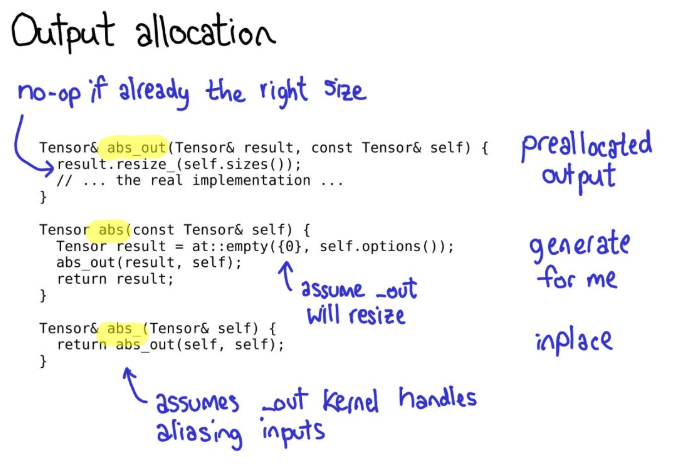 Output allocation
no-op if already the right size
Tensor& abs_out(Tensor& result, const Tensor& self) {
  result.resize_(self.sizes());
  // ... the real implementation ...
}
preallocated
output
Tensor abs(const Tensor& self) {
  Tensor result = at::empty({0}, self.options());
  abs_out(result, self);
  return result;
}
assume _out
will resize
generate
for me
Tensor& abs_(Tensor& self) {
  return abs_out(self, self);
}
inplace
assumes _out kernel handles
aliasing inputs